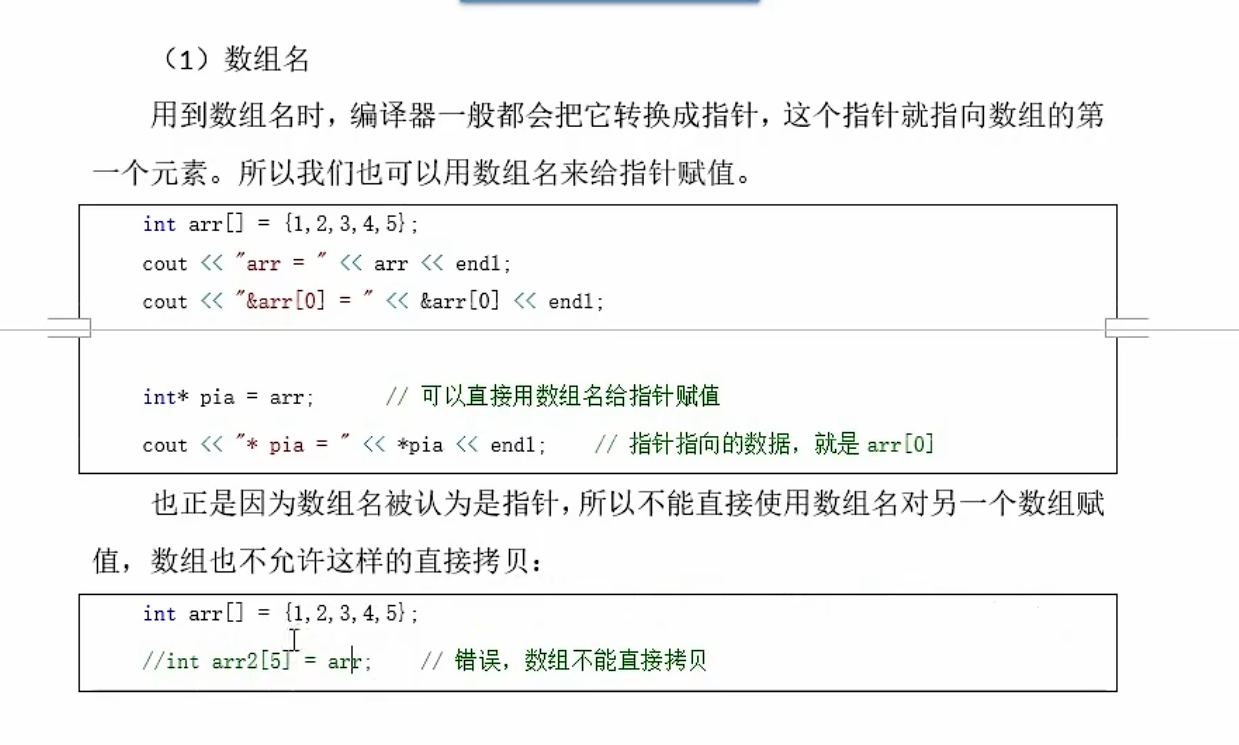 （1）数组名
用到数组名时，编译器一般都会把它转换成指针，这个指针就指向数组的第
一个元素。所以我们也可以用数组名来给指针赋值。
int arr[] = {1,2,3,4,5};
cout << "arr = " << arr << endl;
cout << "&arr[0] = " << &arr[0] << endl;
int* pia = arr;	// 可以直接用数组名给指针赋值
cout << "* pia = " << *pia << endl;	// 指针指向的数据，就是 arr[0]
也正是因为数组名被认为是指针，所以不能直接使用数组名对另一个数组赋
值，数组也不允许这样的直接拷贝：
int arr[] = {1,2,3,4,5};
//int arr2[5] = arr;	// 错误，数组不能直接拷贝